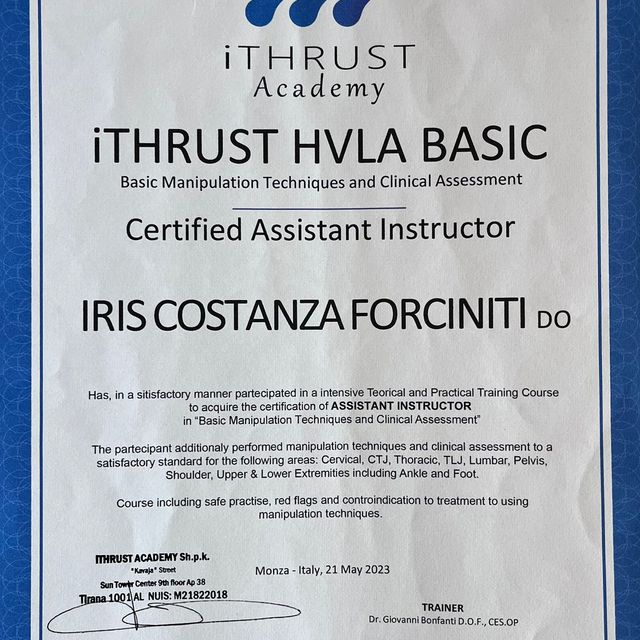 iTHRUST
Academy
iTHRUST HVLA BASIC
Basic Manipulation Techniques and Clinical Assessment
Certified Assistant Instructor
IRIS COSTANZA FORCINITI DO
Has, in a sitisfactory manner partecipated in a intensive Teorical and Practical Training Course
to acquire the certification of ASSISTANT INSTRUCTOR
in "Basic Manipulation Techniques and Clinical Assessment"
The partecipant additionaly performed manipulation techniques and clinical assessment to a
satisfactory standard for the following areas: Cervical, CTJ, Thoracic, TLJ, Lumbar, Pelvis,
Shoulder, Upper & Lower Extremities including Ankle and Foot.
Course including safe practise, red flags and controindication to treatment to using
manipulation techniques.
ITHRUST ACADEMY Sh.p.k.
"Kavaja" Street
Sun Tower Center 9th floor Ap 38
Tirana 1001 AL NUIS: M21822018
Monza - Italy, 21 May 2023
TRAINER
Dr. Giovanni Bonfanti D.O.F., CES.OP